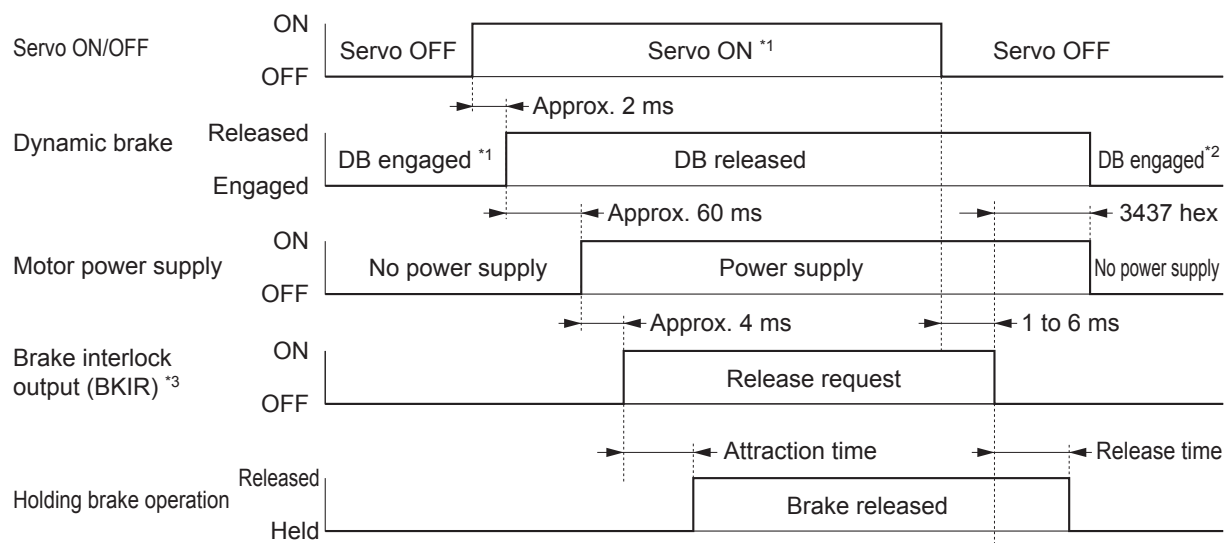 ON
Servo ON/OFF
Servo OFF
Servo ON *1
Servo OFF
OFF
Approx. 2 ms
Dynamic brake
Released
DB engaged *1
DB released
DB engaged*2
Engaged
Approx. 60 ms
3437 hex
ON
Motor power supply
No power supply
Power supply
No power supply
OFF
Approx. 4 ms
1 to 6 ms
Brake interlock
output (BKIR) *3
ON
Release request
OFF
Attraction time
Release time
Released
Holding brake operation
Brake released
Held